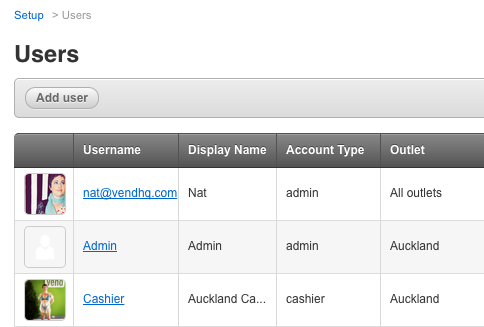 Setup > Users
Users
Add user
Username Display Name Account Type Outlet
nat@vendhq.com Nat admin All outlets
Admin Admin admin Auckland
vend
Cashier Auckland Ca... cashier Auckland